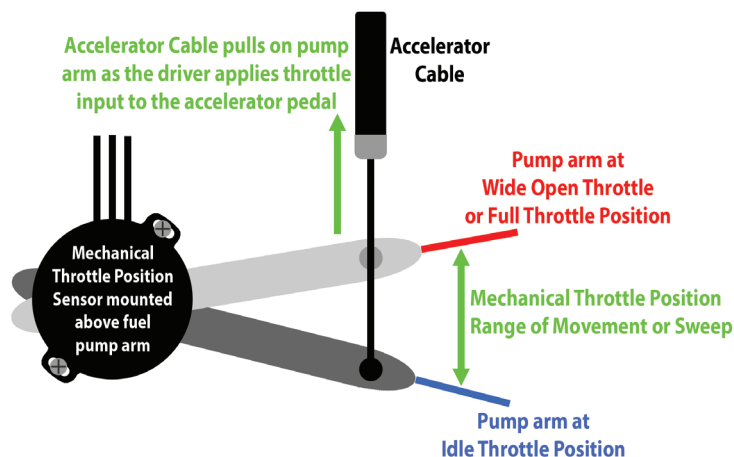 Accelerator Cable pulls on pump
arm as the driver applies throttle
input to the accelerator pedal
Accelerator
Cable
Pump arm at
Wide Open Throttle
or Full Throttle Position
Mechanical
Throttle Position
Sensor mounted
above fuel
pump arm
Mechanical Throttle Position
Range of Movement or Sweep
Pump arm at
Idle Throttle Position